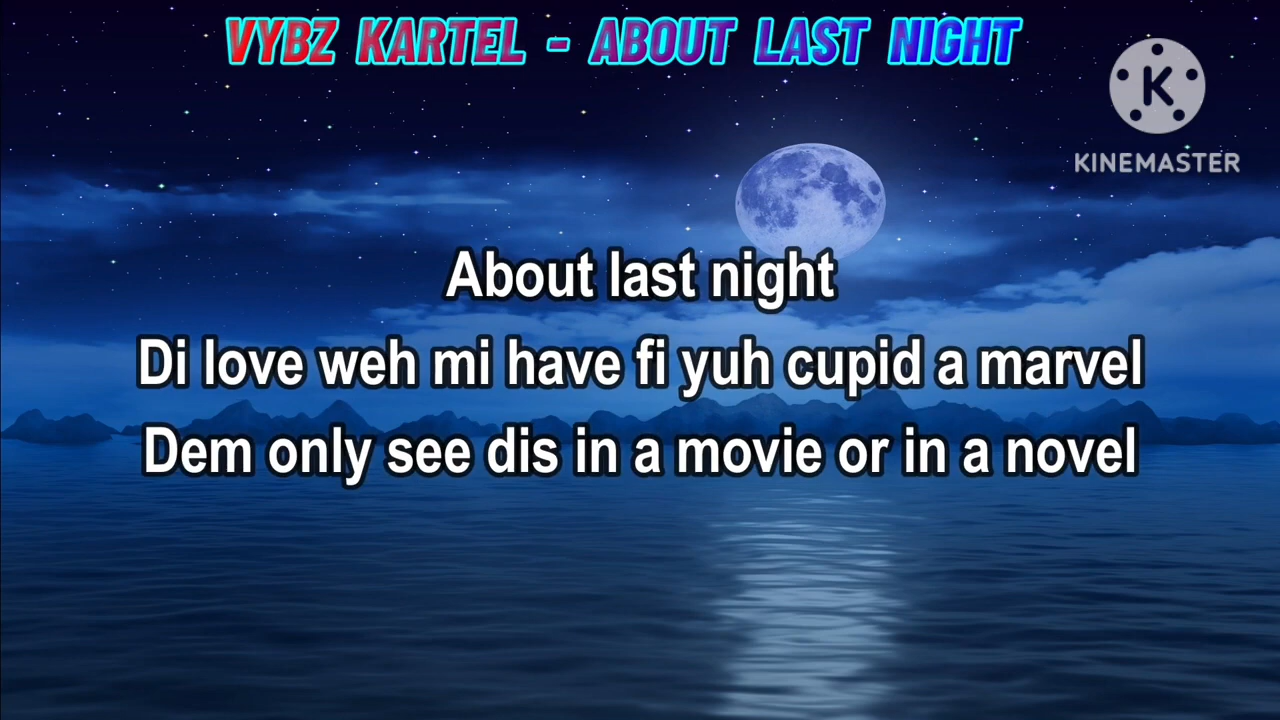 VYBZ KARTEL - ABOUT LAST NIGHT
K
KINEMASTER
About last night
Di love weh mi have fi yuh cupid a marvel
Dem only see dis in a movie or in a novel